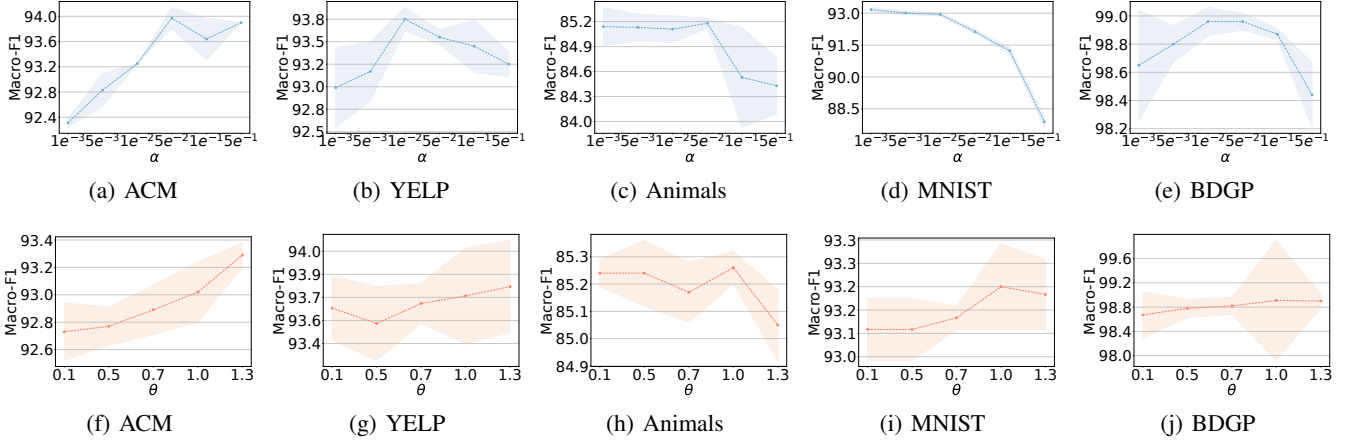 94.0
93.6
93.2
92.8
92.4
Macro-F1
1e⁻³ 5e⁻³ 1e⁻² 5e⁻² 1e⁻¹ 5e⁻¹
α
(a) ACM
93.8
93.5
93.2
93.0
92.8
92.5
Macro-F1
1e⁻³ 5e⁻³ 1e⁻² 5e⁻² 1e⁻¹ 5e⁻¹
α
(b) YELP
85.2
84.9
84.6
84.3
84.0
Macro-F1
1e⁻³ 5e⁻³ 1e⁻² 5e⁻² 1e⁻¹ 5e⁻¹
α
(c) Animals
93.0
91.5
90.0
88.5
Macro-F1
1e⁻³ 5e⁻³ 1e⁻² 5e⁻² 1e⁻¹ 5e⁻¹
α
(d) MNIST
99.0
98.8
98.6
98.4
98.2
Macro-F1
1e⁻³ 5e⁻³ 1e⁻² 5e⁻² 1e⁻¹ 5e⁻¹
α
(e) BDGP
93.4
93.2
93.0
92.8
92.6
Macro-F1
0.1 0.5 0.7 1.0 1.3
θ
(f) ACM
94.0
93.9
93.7
93.6
93.4
Macro-F1
0.1 0.5 0.7 1.0 1.3
θ
(g) YELP
85.3
85.2
85.0
84.9
Macro-F1
0.1 0.5 0.7 1.0 1.3
θ
(h) Animals
93.3
93.2
93.2
93.1
93.0
Macro-F1
0.1 0.5 0.7 1.0 1.3
θ
(i) MNIST
99.6
99.2
98.8
98.4
98.0
Macro-F1
0.1 0.5 0.7 1.0 1.3
θ
(j) BDGP